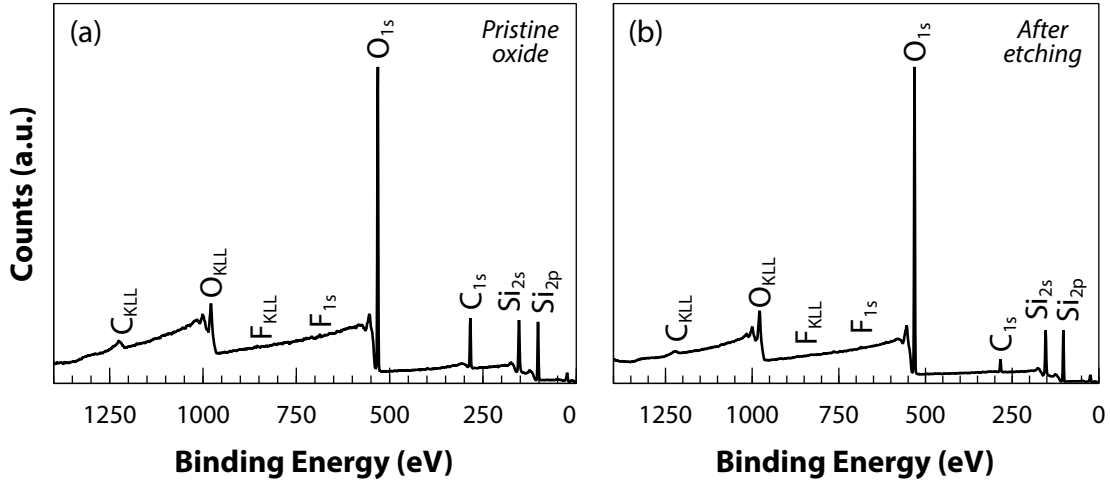 (a)
Pristine
oxide
O1s
CKLL
OKLL
FKLL
F1s
C1s
Si2s
Si2p
Counts (a.u.)
1250 1000 750 500 250 0
Binding Energy (eV)
(b)
After
etching
O1s
CKLL
OKLL
FKLL
F1s
C1s
Si2s
Si2p
1250 1000 750 500 250 0
Binding Energy (eV)